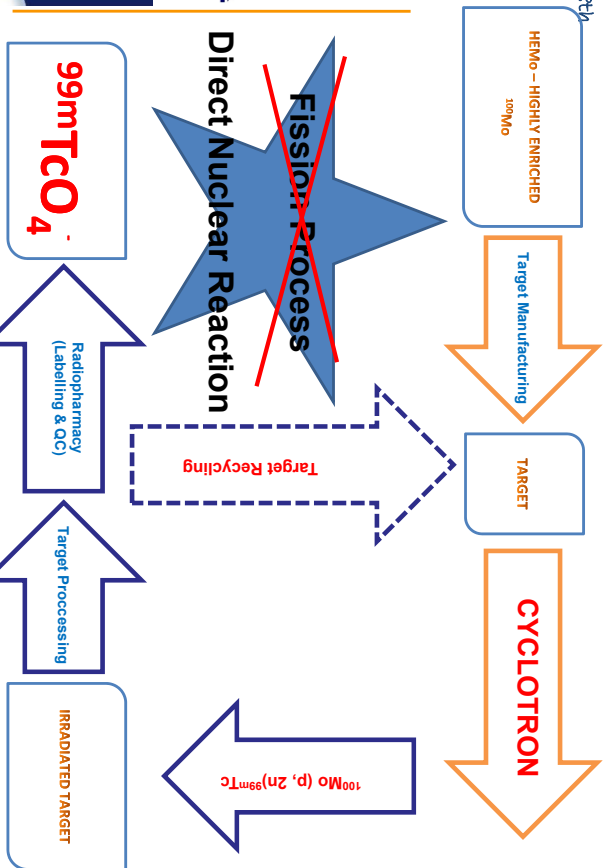 HEMo – HIGHLY ENRICHED
¹⁰⁰Mo
Target Manufacturing
TARGET
CYCLOTRON
Fission Process
Direct Nuclear Reaction
Target Recycling
¹⁰⁰Mo (p, 2n)⁹⁹ᵐTc
99mTcO4-
Radiopharmacy
(Labelling & QC)
Target Proccessing
IRRADIATED TARGET